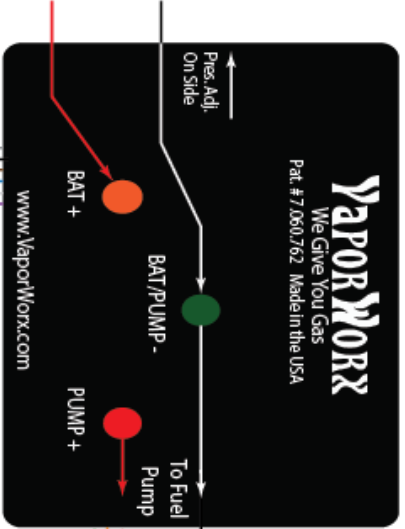 VAPORWORX
We Give You Gas
Pat. # 7,060,762 Made in the USA
Pres. Adj.
On Side
BAT/PUMP -
To Fuel
Pump
BAT +
PUMP +
www.VaporWorx.com